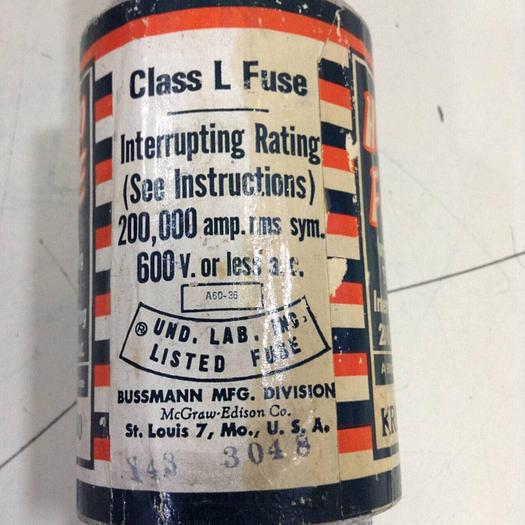 Class L Fuse
Interrupting Rating
(See Instructions)
200,000 amp. rms sym.
600 V. or less a.c.
A60-36
® UND. LAB. INC.
LISTED FUSE
BUSSMANN MFG. DIVISION
McGraw-Edison Co.
St. Louis 7, Mo., U. S. A.
3048
KR